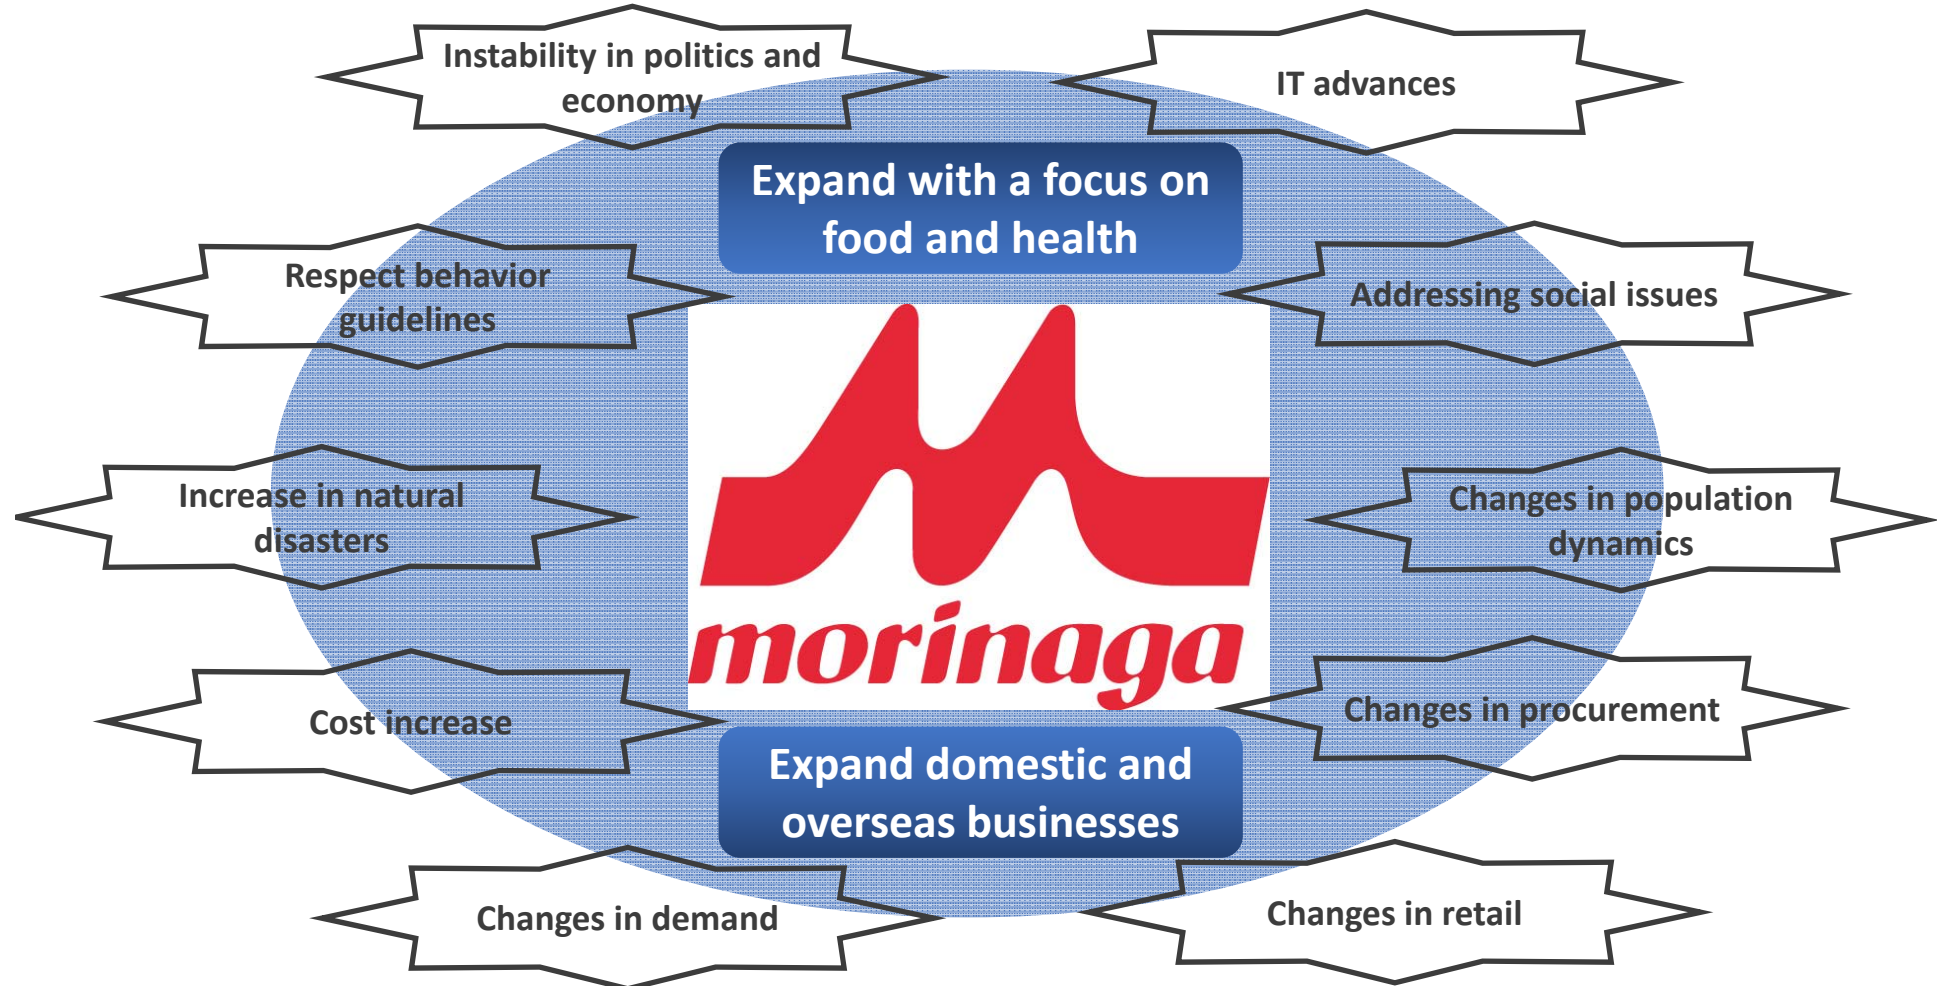 Instability in politics and
economy
IT advances
Expand with a focus on
food and health
Respect behavior
guidelines
Addressing social issues
Increase in natural
disasters
Changes in population
dynamics
morinaga
Cost increase
Changes in procurement
Expand domestic and
overseas businesses
Changes in demand
Changes in retail